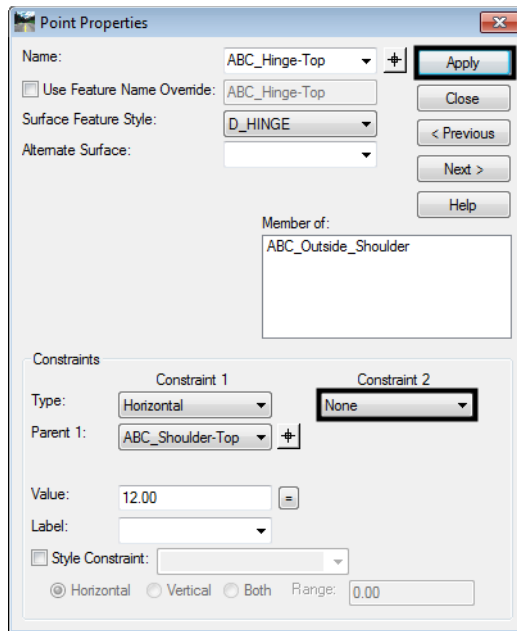 Point Properties
Name: ABC_Hinge-Top Apply
Use Feature Name Override: ABC_Hinge-Top Close
Surface Feature Style: D_HINGE < Previous
Alternate Surface: Next >
Help
Member of:
ABC_Outside_Shoulder
Constraints
Constraint 1 Constraint 2
Type: Horizontal None
Parent 1: ABC_Shoulder-Top
Value: 12.00 =
Label:
Style Constraint:
Horizontal Vertical Both Range: 0.00